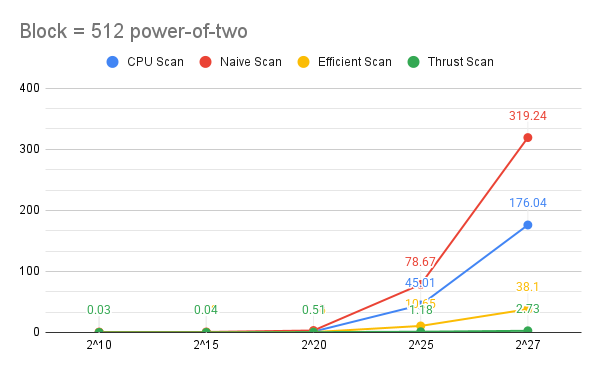 Block = 512 power-of-two
CPU Scan Naive Scan Efficient Scan Thrust Scan
400
300
200
100
0
319.24
176.04
78.67
45.01
38.1
0.03 0.04 0.51 1.18 2.73
2^10 2^15 2^20 2^25 2^27